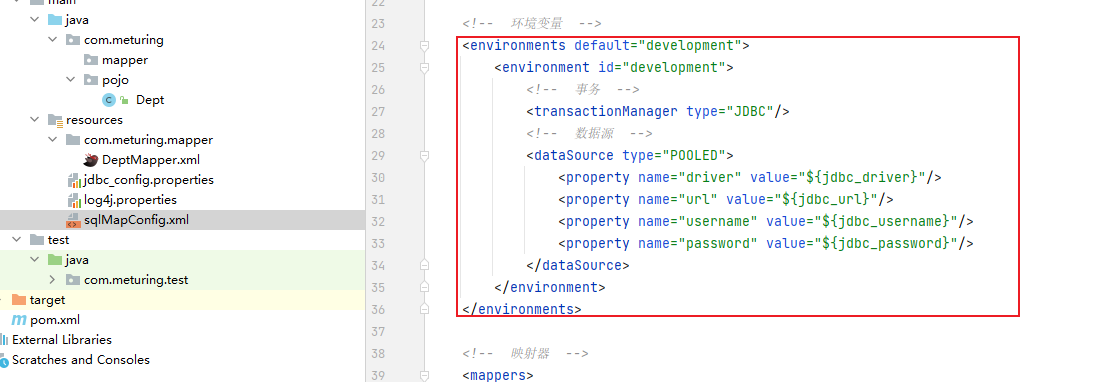 main
java
com.meturing
mapper
pojo
Dept
resources
com.meturing.mapper
DeptMapper.xml
jdbc_config.properties
log4j.properties
sqlMapConfig.xml
test
java
com.meturing.test
target
pom.xml
External Libraries
Scratches and Consoles
22
23 <!-- 环境变量 -->
24 <environments default="development">
25 <environment id="development">
26 <!-- 事务 -->
27 <transactionManager type="JDBC"/>
28 <!-- 数据源 -->
29 <dataSource type="POOLED">
30 <property name="driver" value="${jdbc_driver}"/>
31 <property name="url" value="${jdbc_url}"/>
32 <property name="username" value="${jdbc_username}"/>
33 <property name="password" value="${jdbc_password}"/>
34 </dataSource>
35 </environment>
36 </environments>
37
38 <!-- 映射器 -->
39 <mappers>